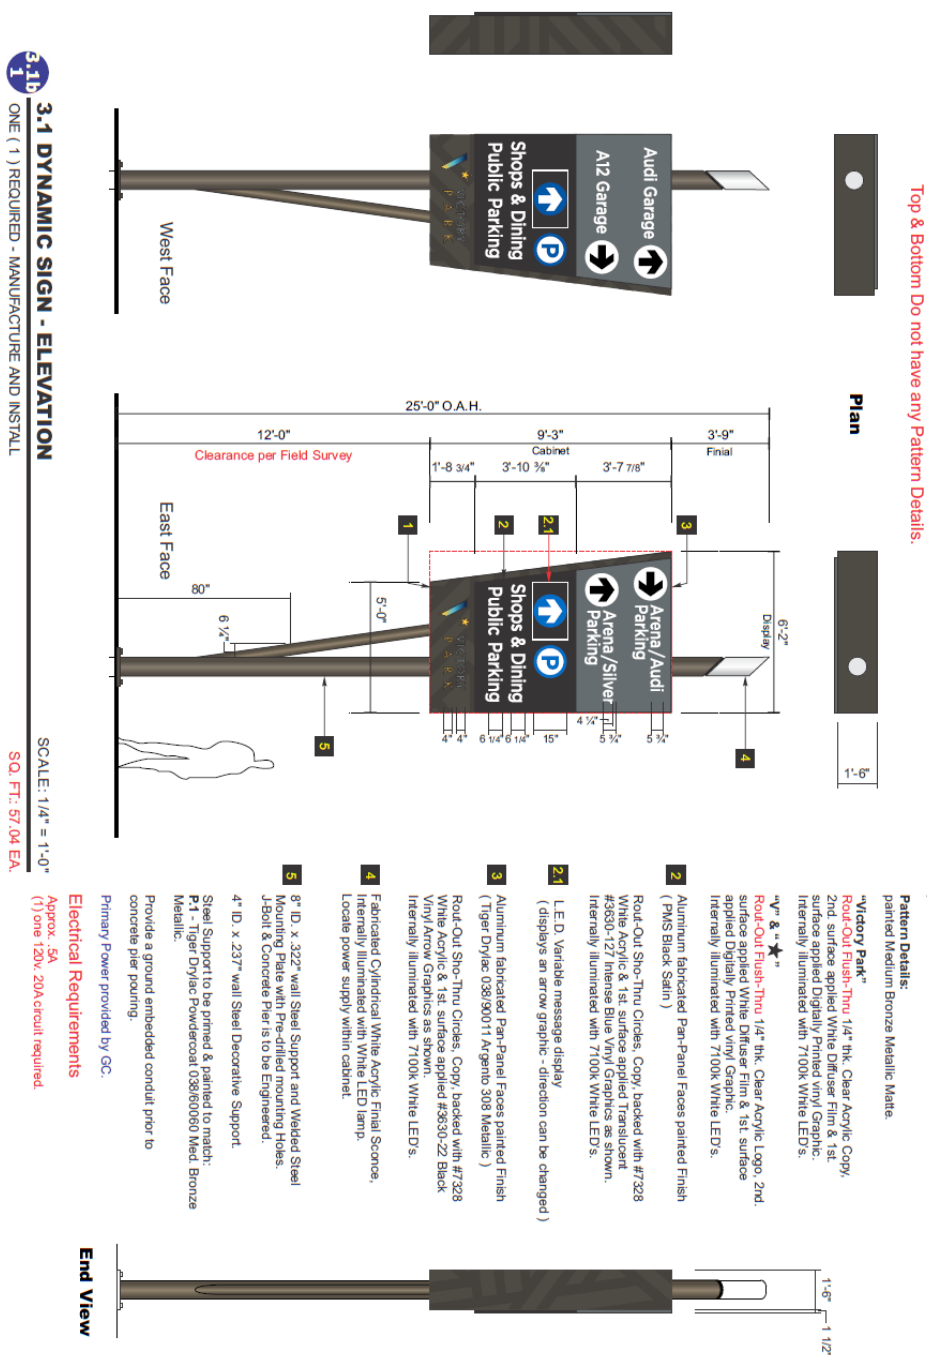 Top & Bottom Do not have any Pattern Details.
Plan
1'-6"
Audi Garage
A12 Garage
P
Shops & Dining
Public Parking
VICTORY
PARK
West Face
25'-0" O.A.H.
3'-9"
Finial
9'-3"
Cabinet
12'-0"
Clearance per Field Survey
3'-7 7/8"
3'-10 ⅜"
1'-8 3/4"
3
2.1
2
1
6'-2"
Display
Arena/Audi
Parking
Arena/Silver
Parking
P
Shops & Dining
Public Parking
VICTORY
PARK
5'-0"
80"
6 ¼"
5 ¾"
5 ¾"
4 ¼"
15"
6 1/4"
6 1/4"
4"
4"
4
5
East Face
Pattern Details:
painted Medium Bronze Metallic Matte.
"Victory Park"
Rout-Out Flush-Thru 1/4" thk. Clear Acrylic Copy,
2nd. surface applied White Diffuser Film & 1st.
surface applied Digitally Printed vinyl Graphic.
Internally illuminated with 7100k White LED's.
"V" & "★"
Rout-Out Flush-Thru 1/4" thk. Clear Acrylic Logo, 2nd.
surface applied White Diffuser Film & 1st. surface
applied Digitally Printed vinyl Graphic.
Internally illuminated with 7100k White LED's.
2 Aluminum fabricated Pan-Panel Faces painted Finish
( PMS Black Satin )
Rout-Out Sho-Thru Circles, Copy, backed with #7328
White Acrylic & 1st. surface applied Translucent
#3630-127 Intense Blue Vinyl Graphics as shown.
Internally illuminated with 7100k White LED's.
2.1 L.E.D. Variable message display
( displays an arrow graphic - direction can be changed )
3 Aluminum fabricated Pan-Panel Faces painted Finish
( Tiger Drylac 038/90011 Argento 308 Metallic )
Rout-Out Sho-Thru Circles, Copy, backed with #7328
White Acrylic & 1st. surface applied #3630-22 Black
Vinyl Arrow Graphics as shown.
Internally illuminated with 7100k White LED's.
4 Fabricated Cylindrical White Acrylic Finial Sconce,
Internally Illuminated with White LED lamp.
Locate power supply within cabinet.
5 8" ID. x .322" wall Steel Support and Welded Steel
Mounting Plate with Pre-drilled mounting Holes.
J-Bolt & Concrete Pier is to be Engineered.
4" ID. x .237" wall Steel Decorative Support.
Steel Support to be primed & painted to match:
P.1 - Tiger Drylac Powdercoat 038/60060 Med. Bronze
Metallic.
Provide a ground embedded conduit prior to
concrete pier pouring.
Primary Power provided by GC.
Electrical Requirements
Approx. .5A
(1) one 120v. 20A circuit required.
1'-6"
1 1/2"
End View
3.1b
1
3.1 DYNAMIC SIGN - ELEVATION
SCALE: 1/4" = 1'-0"
ONE ( 1 ) REQUIRED - MANUFACTURE AND INSTALL
SQ. FT.: 57.04 EA.